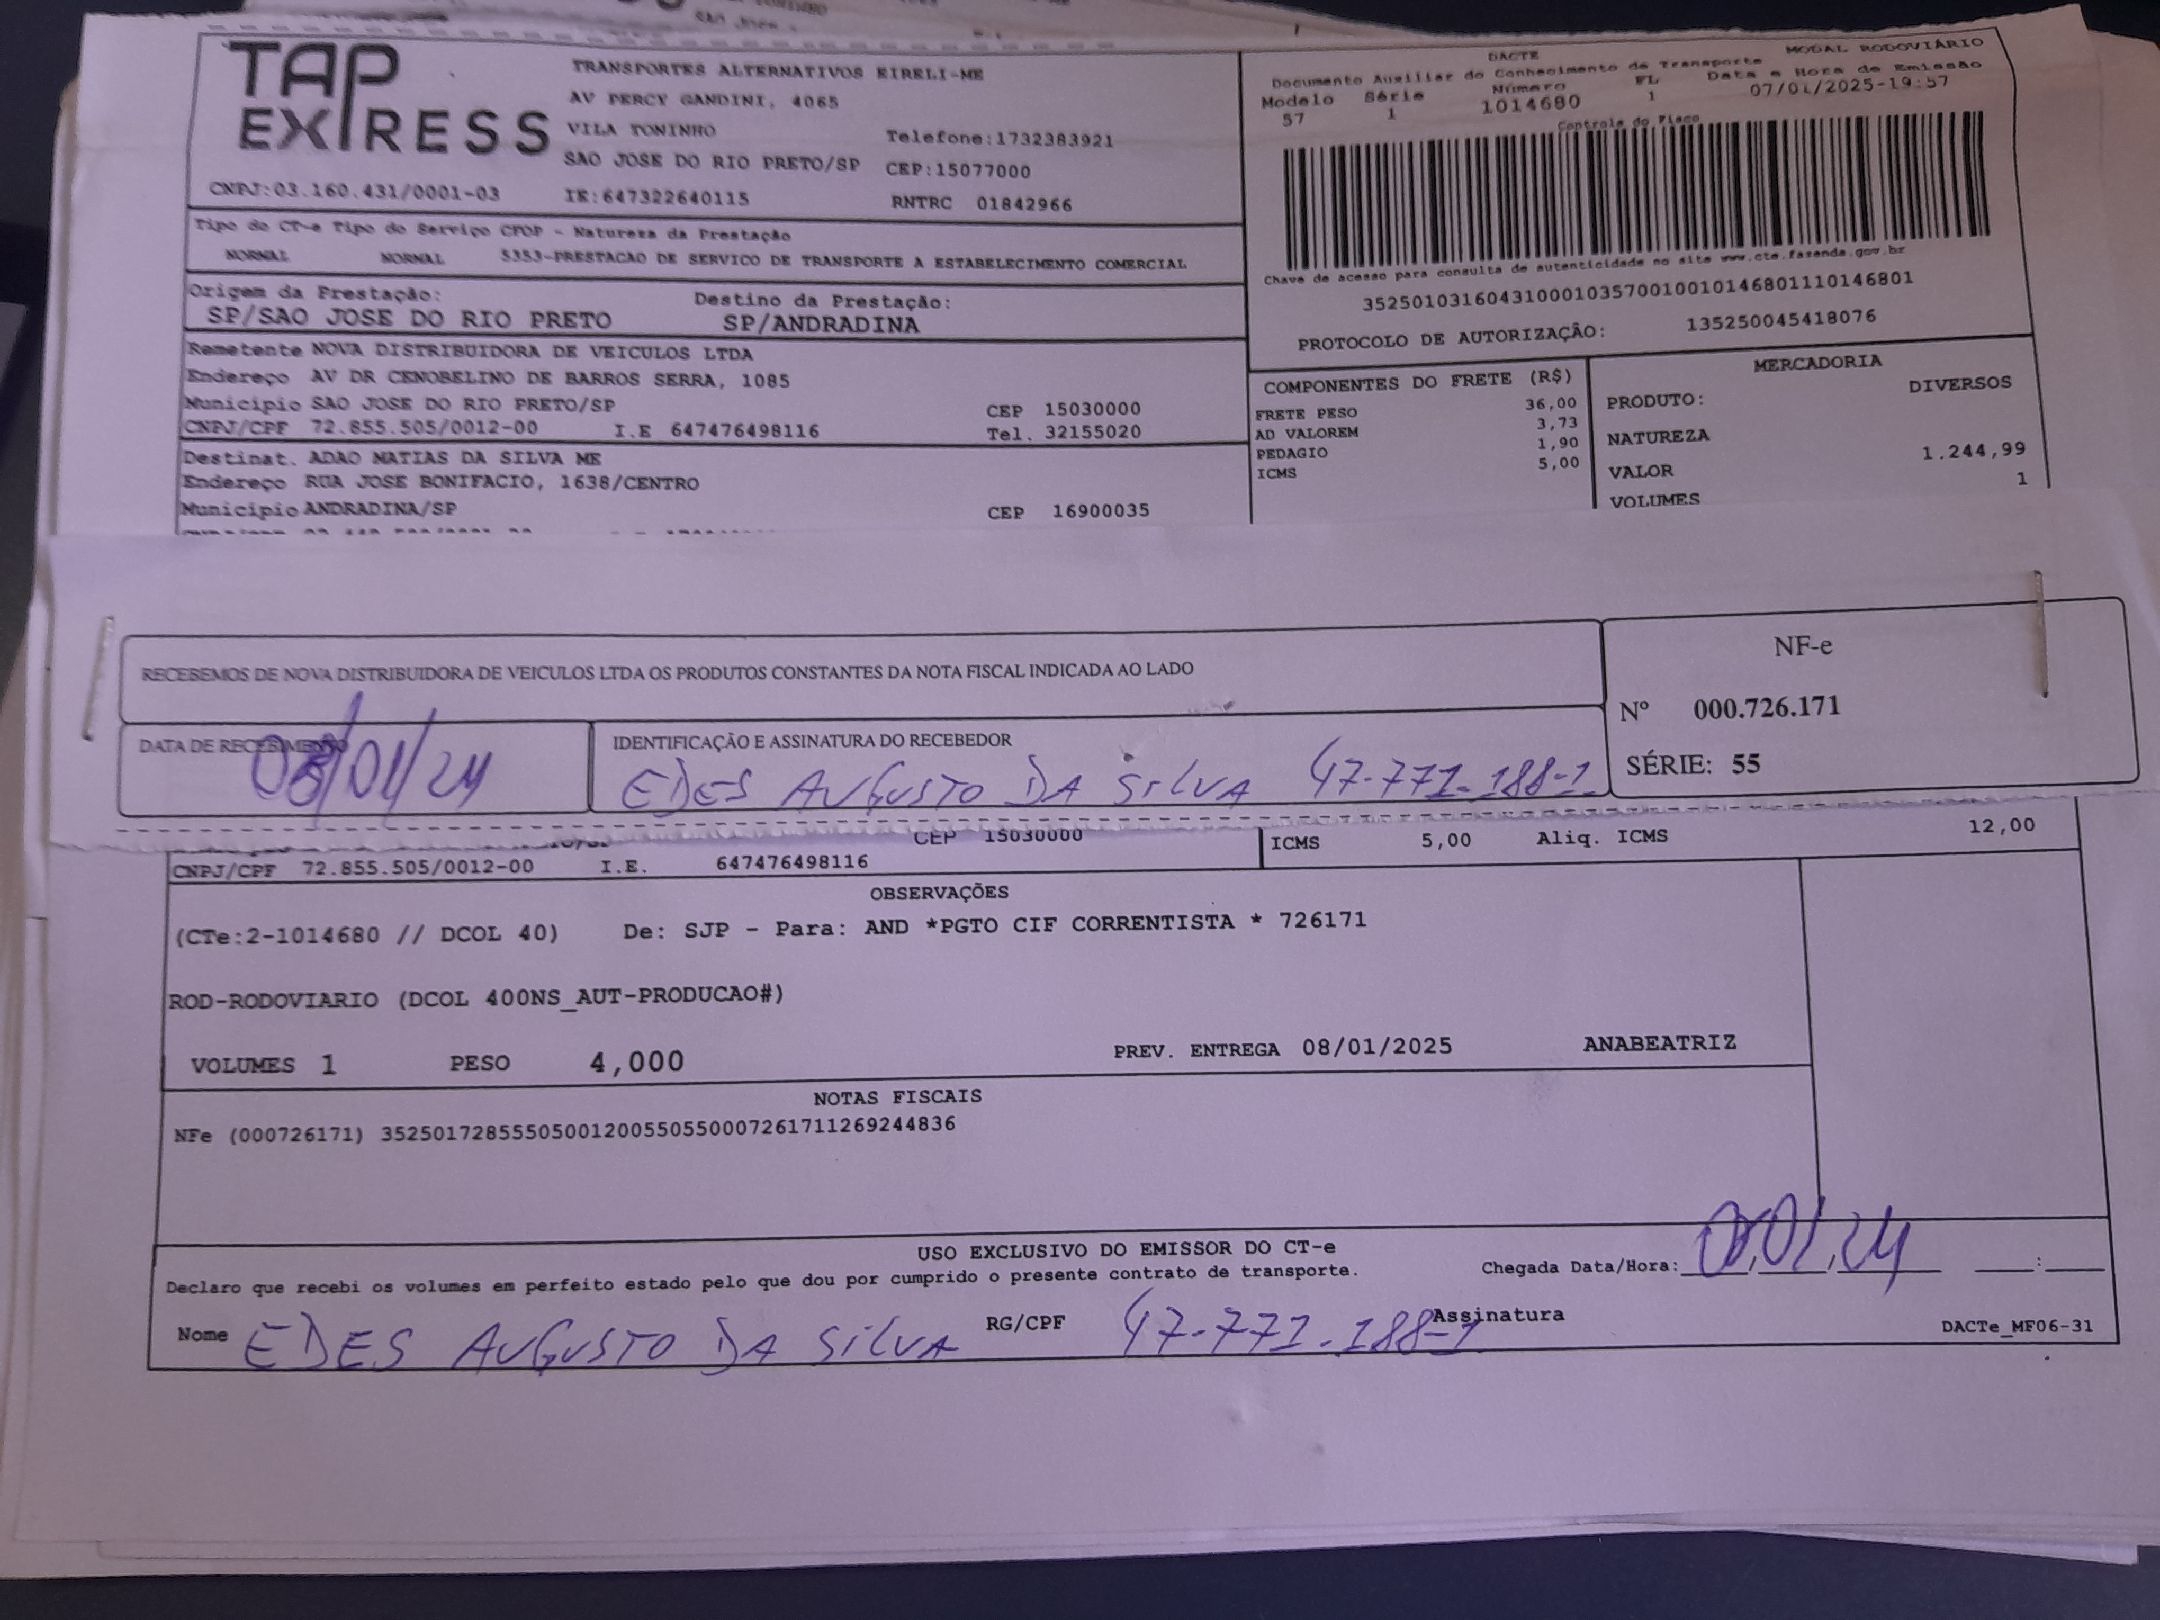 TAP EXPRESS
TRANSPORTES ALTERNATIVOS EIRELI-ME
AV PERCY GANDINI, 4065
VILA TONINHO Telefone:1732383921
SAO JOSE DO RIO PRETO/SP CEP:15077000
CNPJ:03.160.431/0001-03 IE:647322640115 RNTRC 01842966
DACTE MODAL RODOVIÁRIO
Documento Auxiliar do Conhecimento de Transporte
Modelo Série Número FL Data e Hora de Emissão
57 1 1014680 1 07/01/2025-19:57
Controle do Fisco
Chave de acesso para consulta de autenticidade no site www.cte.fazenda.gov.br
35250103160431000103570010010146801110146801
PROTOCOLO DE AUTORIZAÇÃO: 135250045418076
Tipo do CT-e Tipo do Serviço CFOP - Natureza da Prestação
NORMAL NORMAL 5353-PRESTACAO DE SERVICO DE TRANSPORTE A ESTABELECIMENTO COMERCIAL
Origem da Prestação: Destino da Prestação:
SP/SAO JOSE DO RIO PRETO SP/ANDRADINA
Remetente NOVA DISTRIBUIDORA DE VEICULOS LTDA
Endereço AV DR CENOBELINO DE BARROS SERRA, 1085
Municipio SAO JOSE DO RIO PRETO/SP CEP 15030000
CNPJ/CPF 72.855.505/0012-00 I.E 647476498116 Tel. 32155020
Destinat. ADAO MATIAS DA SILVA ME
Endereço RUA JOSE BONIFACIO, 1638/CENTRO
Municipio ANDRADINA/SP CEP 16900035
COMPONENTES DO FRETE (R$)
FRETE PESO 36,00
AD VALOREM 3,73
PEDAGIO 1,90
ICMS 5,00
MERCADORIA
PRODUTO: DIVERSOS
NATUREZA
VALOR 1.244,99
VOLUMES 1
RECEBEMOS DE NOVA DISTRIBUIDORA DE VEICULOS LTDA OS PRODUTOS CONSTANTES DA NOTA FISCAL INDICADA AO LADO
NF-e
Nº 000.726.171
SÉRIE: 55
DATA DE RECEBIMENTO IDENTIFICAÇÃO E ASSINATURA DO RECEBEDOR
08/01/24 EDES AUGUSTO DA SILVA 47-771-188-1
CEP 15030000 ICMS 5,00 Aliq. ICMS 12,00
CNPJ/CPF 72.855.505/0012-00 I.E. 647476498116
OBSERVAÇÕES
(CTe:2-1014680 // DCOL 40) De: SJP - Para: AND *PGTO CIF CORRENTISTA * 726171
ROD-RODOVIARIO (DCOL 400NS_AUT-PRODUCAO#)
VOLUMES 1 PESO 4,000 PREV. ENTREGA 08/01/2025 ANABEATRIZ
NOTAS FISCAIS
NFe (000726171) 35250172855505001200550550007261711269244836
USO EXCLUSIVO DO EMISSOR DO CT-e
Declaro que recebi os volumes em perfeito estado pelo que dou por cumprido o presente contrato de transporte. Chegada Data/Hora: 08/01/24
Nome EDES AUGUSTO DA SILVA RG/CPF 47-771-188-1 Assinatura
DACTe_MF06-31